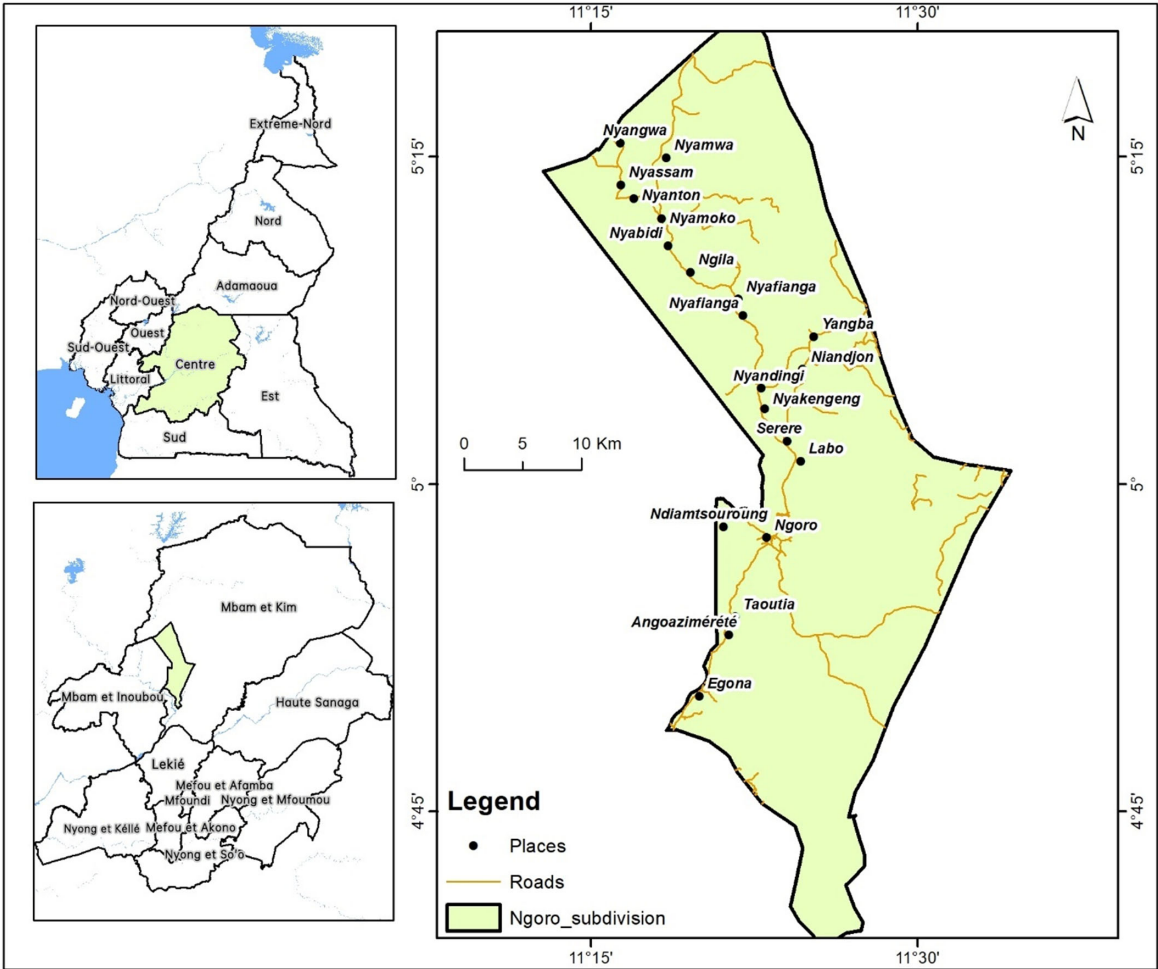 Extrême-Nord
Nord
Adamaoua
Nord-Ouest
Ouest
Sud-Ouest
Centre
Littoral
Est
Sud
Mbam et Kim
Mbam et Inoubou
Haute Sanaga
Lekié
Mefou et Afamba
Mfoundi
Nyong et Mfoumou
Nyong et Kéllé
Mefou et Akono
Nyong et So'o
11°15'
11°30'
5°15'
5°15'
N
Nyangwa
Nyamwa
Nyassam
Nyanton
Nyamoko
Nyabidi
Ngila
Nyafianga
Nyafianga
Yangba
Niandjon
Nyandingi
Nyakengeng
Serere
Labo
0 5 10 Km
5°
5°
Ndiamtsouroung
Ngoro
Taoutia
Angoazimérété
Egona
4°45'
4°45'
Legend
Places
Roads
Ngoro_subdivision
11°15'
11°30'